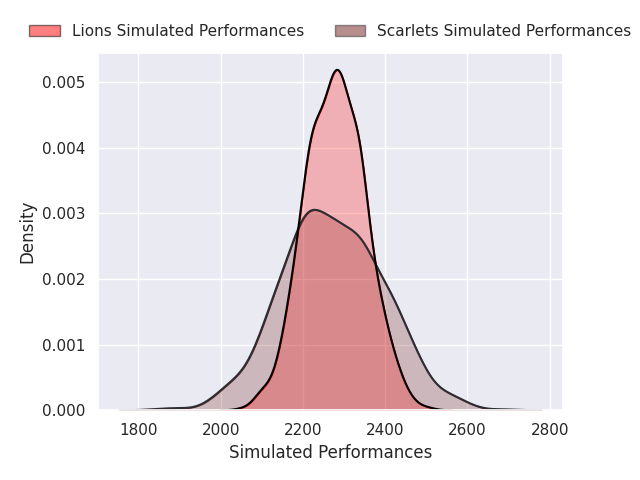 Lions Simulated Performances Scarlets Simulated Performances
0.005
0.004
0.003
0.002
0.001
0.000
Density
1800 2000 2200 2400 2600 2800
Simulated Performances